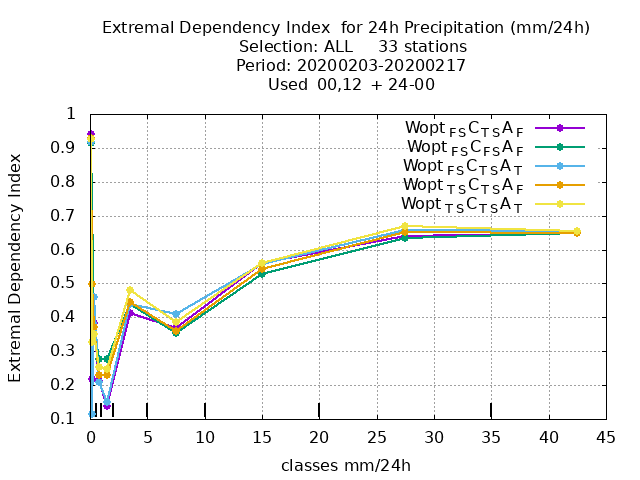 Extremal Dependency Index  for 24h Precipitation (mm/24h)
Selection: ALL     33 stations
Period: 20200203-20200217
Used  00,12  + 24-00
Wopt FS C TS A F
Wopt FS C FS A F
Wopt FS C TS A T
Wopt TS C TS A F
Wopt TS C TS A T
Extremal Dependency Index
1
0.9
0.8
0.7
0.6
0.5
0.4
0.3
0.2
0.1
0 5 10 15 20 25 30 35 40 45
classes mm/24h